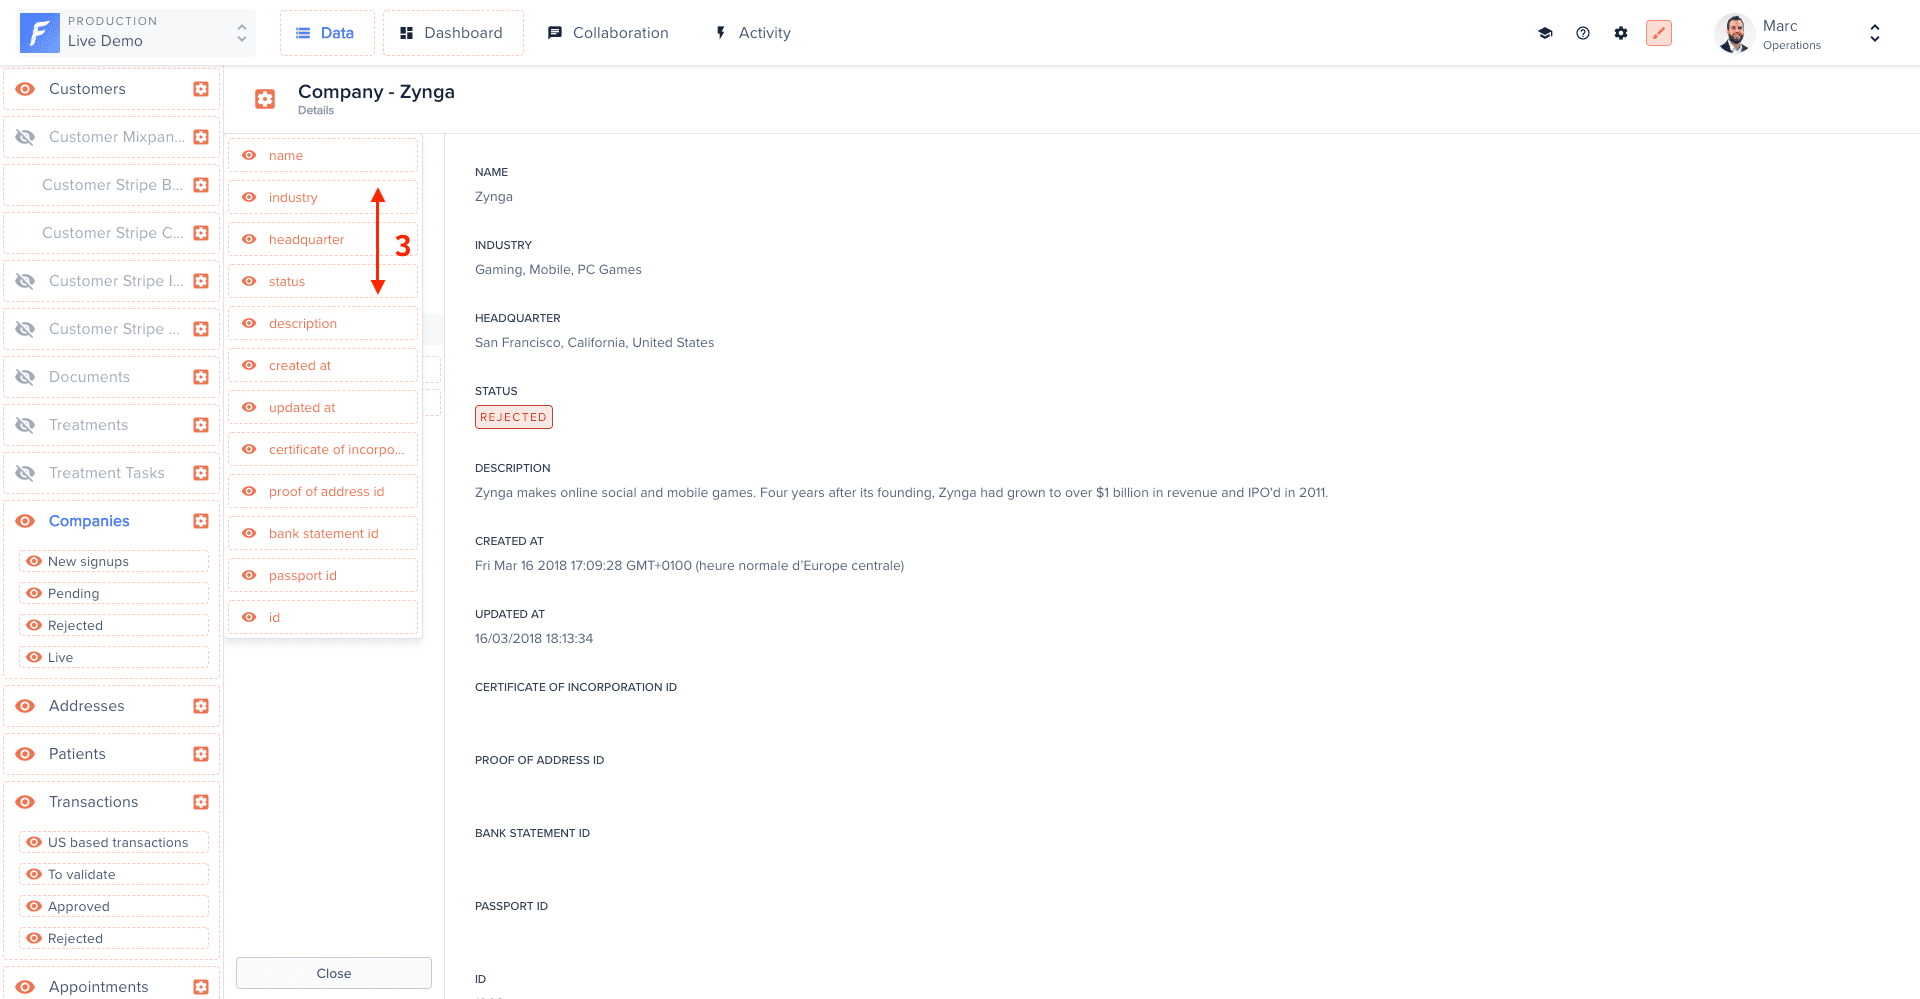 PRODUCTION
Live Demo
Data
Dashboard
Collaboration
Activity
Marc
Operations
Customers
Customer Mixpan...
Customer Stripe B...
Customer Stripe C...
Customer Stripe I...
Customer Stripe ...
Documents
Treatments
Treatment Tasks
Companies
New signups
Pending
Rejected
Live
Addresses
Patients
Transactions
US based transactions
To validate
Approved
Rejected
Appointments
Company - Zynga
Details
name
industry
headquarter
status
description
created at
updated at
certificate of incorpo...
proof of address id
bank statement id
passport id
id
3
Close
NAME
Zynga
INDUSTRY
Gaming, Mobile, PC Games
HEADQUARTER
San Francisco, California, United States
STATUS
REJECTED
DESCRIPTION
Zynga makes online social and mobile games. Four years after its founding, Zynga had grown to over $1 billion in revenue and IPO'd in 2011.
CREATED AT
Fri Mar 16 2018 17:09:28 GMT+0100 (heure normale d’Europe centrale)
UPDATED AT
16/03/2018 18:13:34
CERTIFICATE OF INCORPORATION ID
PROOF OF ADDRESS ID
BANK STATEMENT ID
PASSPORT ID
ID